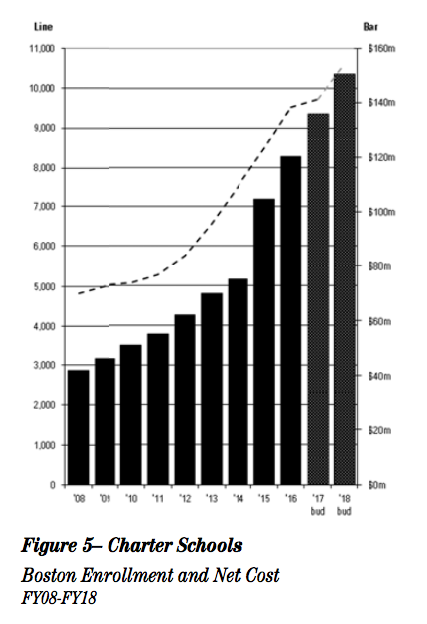 Line Bar
11,000 $160m
10,000 $140m
9,000 $120m
8,000 $100m
7,000 $80m
6,000 $60m
5,000 $40m
4,000 $20m
3,000 $0m
2,000
1,000
0
'08 '01 '10 '11 '12 '13 '14 '15 '16 '17 '18
bud bud
Figure 5– Charter Schools
Boston Enrollment and Net Cost
FY08-FY18